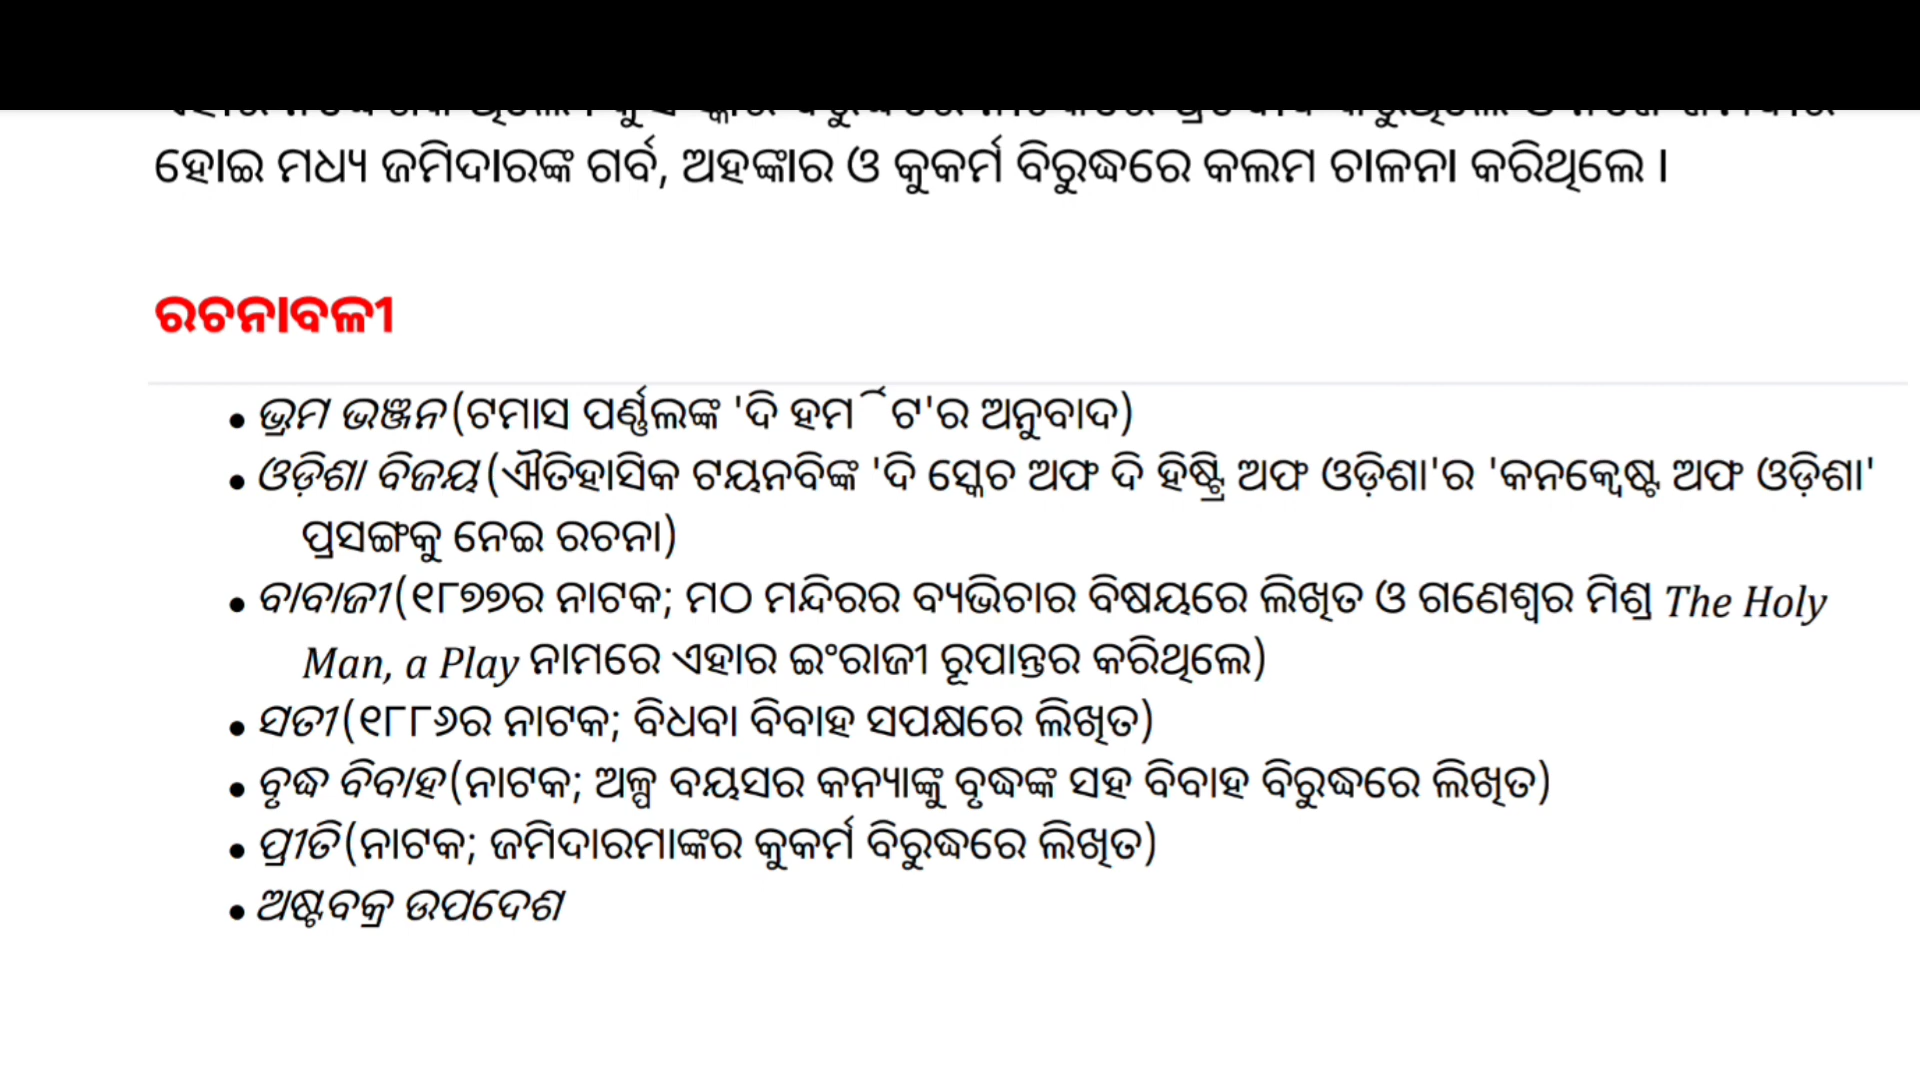 ହୋଇ ମଧ୍ୟ ଜମିଦାରଙ୍କ ଗର୍ବ, ଅହଙ୍କାର ଓ କୁକର୍ମ ବିରୁଦ୍ଧରେ କଲମ ଚାଳନା କରିଥିଲେ ।
ରଚନାବଳୀ
• ଭ୍ରମ ଭଞ୍ଜନ (ଟମାସ ପର୍ଣ୍ଣେଲଙ୍କ 'ଦି ହର୍ମିଟ'ର ଅନୁବାଦ)
• ଓଡ଼ିଶା ବିଜୟ (ଐତିହାସିକ ଟୟନବିଙ୍କ 'ଦି ସ୍କେଚ ଅଫ ଦି ହିଷ୍ଟ୍ରି ଅଫ ଓଡ଼ିଶା'ର 'କନକ୍ୱେଷ୍ଟ ଅଫ ଓଡ଼ିଶା'
ପ୍ରସଙ୍ଗକୁ ନେଇ ରଚନା)
• ବାବାଜୀ (୧୮୭୭ର ନାଟକ; ମଠ ମନ୍ଦିରର ବ୍ୟଭିଚାର ବିଷୟରେ ଲିଖିତ ଓ ଗଣେଶ୍ୱର ମିଶ୍ର The Holy
Man, a Play ନାମରେ ଏହାର ଇଂରାଜୀ ରୂପାନ୍ତର କରିଥିଲେ)
• ସତୀ (୧୮୮୬ର ନାଟକ; ବିଧବା ବିବାହ ସପକ୍ଷରେ ଲିଖିତ)
• ବୃଦ୍ଧ ବିବାହ (ନାଟକ; ଅଳ୍ପ ବୟସର କନ୍ୟାଙ୍କୁ ବୃଦ୍ଧଙ୍କ ସହ ବିବାହ ବିରୁଦ୍ଧରେ ଲିଖିତ)
• ପ୍ରୀତି (ନାଟକ; ଜମିଦାରମାଙ୍କର କୁକର୍ମ ବିରୁଦ୍ଧରେ ଲିଖିତ)
• ଅଷ୍ଟବକ୍ର ଉପଦେଶ